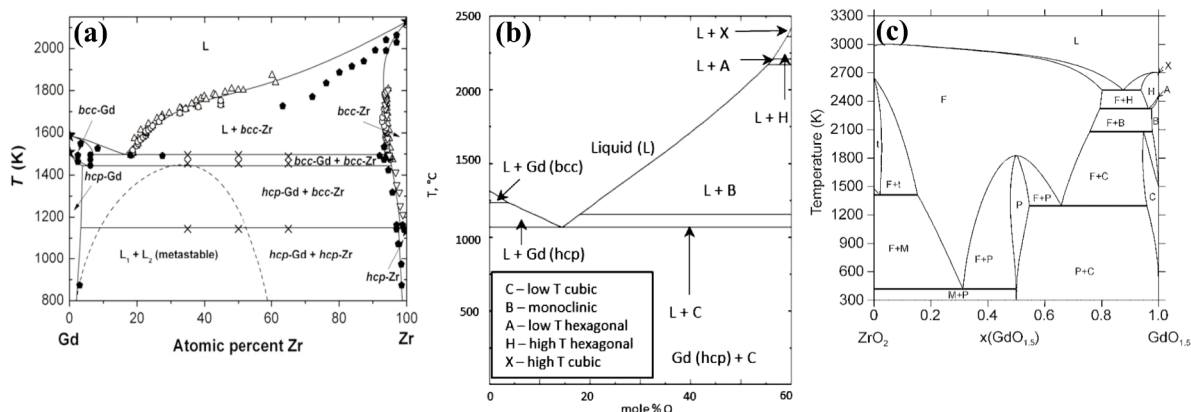 (a)
2000
1800
1600
1400
1200
1000
800
T (K)
L
bcc-Gd
bcc-Zr
L + bcc-Zr
bcc-Gd + bcc-Zr
hcp-Gd
hcp-Gd + bcc-Zr
L1 + L2 (metastable)
hcp-Gd + hcp-Zr
hcp-Zr
0 20 40 60 80 100
Gd Atomic percent Zr Zr
(b)
2500
2000
1500
1000
500
0
T, °C
L + X
L + A
L + H
Liquid (L)
L + Gd (bcc)
L + B
L + Gd (hcp)
C – low T cubic
B – monoclinic
A – low T hexagonal
H – high T hexagonal
X – high T cubic
L + C
Gd (hcp) + C
0 10 20 30 40 50 60
mole % O
(c)
3300
3000
2700
2400
2100
1800
1500
1200
900
600
300
Temperature (K)
L
X
H
A
F
F+H
F+B
B
t
F+t
F+C
F+P
P
C
F+M
F+P
P+C
M+P
0 0.2 0.4 0.6 0.8 1.0
ZrO2 x(GdO1.5) GdO1.5